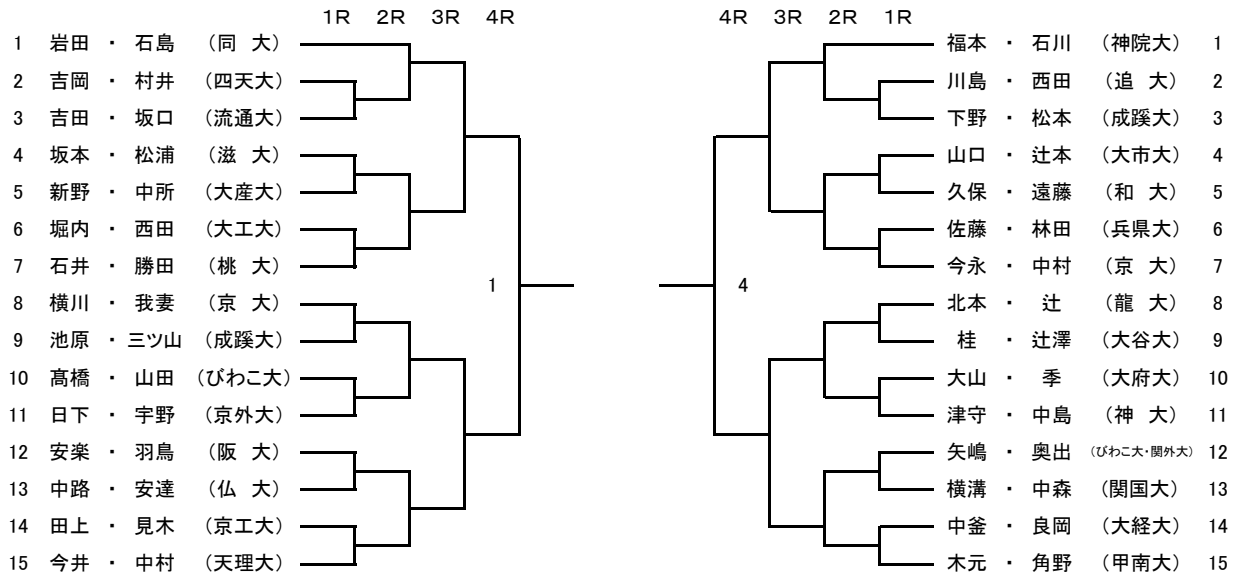 1R 2R 3R 4R
1 岩田 ・ 石島 (同 大)
2 吉岡 ・ 村井 (四天大)
3 吉田 ・ 坂口 (流通大)
4 坂本 ・ 松浦 (滋 大)
5 新野 ・ 中所 (大産大)
6 堀内 ・ 西田 (大工大)
7 石井 ・ 勝田 (桃 大)
8 横川 ・ 我妻 (京 大)
9 池原 ・ 三ツ山 (成蹊大)
10 髙橋 ・ 山田 (びわこ大)
11 日下 ・ 宇野 (京外大)
12 安楽 ・ 羽鳥 (阪 大)
13 中路 ・ 安達 (仏 大)
14 田上 ・ 見木 (京工大)
15 今井 ・ 中村 (天理大)
1
4R 3R 2R 1R
福本 ・ 石川 (神院大) 1
川島 ・ 西田 (追 大) 2
下野 ・ 松本 (成蹊大) 3
山口 ・ 辻本 (大市大) 4
久保 ・ 遠藤 (和 大) 5
佐藤 ・ 林田 (兵県大) 6
今永 ・ 中村 (京 大) 7
北本 ・ 辻 (龍 大) 8
桂 ・ 辻澤 (大谷大) 9
大山 ・ 季 (大府大) 10
津守 ・ 中島 (神 大) 11
矢嶋 ・ 奥出 (びわこ大・関外大) 12
横溝 ・ 中森 (関国大) 13
中釜 ・ 良岡 (大経大) 14
木元 ・ 角野 (甲南大) 15
4